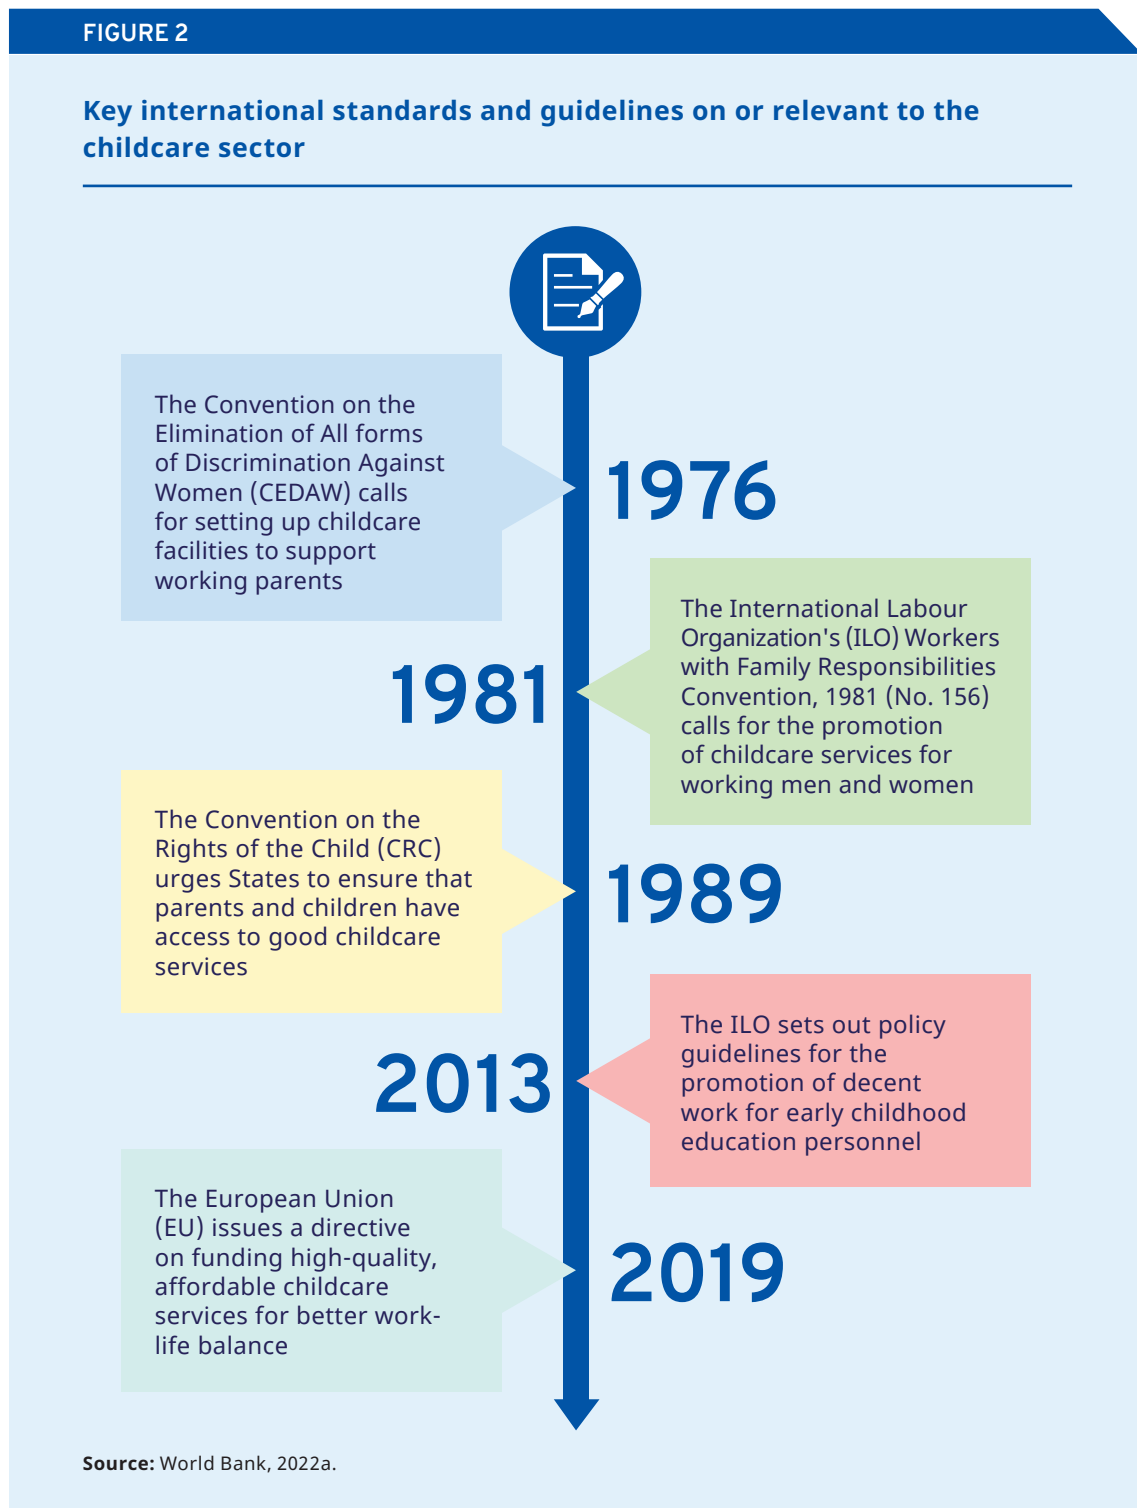 FIGURE 2
Key international standards and guidelines on or relevant to the
childcare sector
The Convention on the
Elimination of All forms
of Discrimination Against
Women (CEDAW) calls
for setting up childcare
facilities to support
working parents
1976
The International Labour
Organization's (ILO) Workers
with Family Responsibilities
Convention, 1981 (No. 156)
calls for the promotion
of childcare services for
working men and women
1981
The Convention on the
Rights of the Child (CRC)
urges States to ensure that
parents and children have
access to good childcare
services
1989
The ILO sets out policy
guidelines for the
promotion of decent
work for early childhood
education personnel
2013
The European Union
(EU) issues a directive
on funding high-quality,
affordable childcare
services for better work-
life balance
2019
Source: World Bank, 2022a.